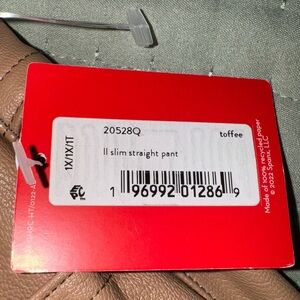 20528Q toffee
ll slim straight pant
1X/1X/1T
1 96992 01286 9
Made of 100% recycled paper
© 2022 Spanx, LLC